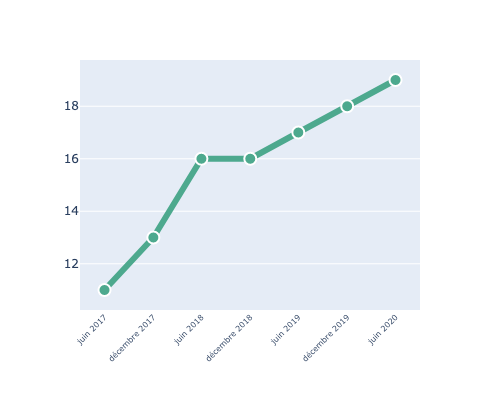 18
16
14
12
juin 2017
décembre 2017
juin 2018
décembre 2018
juin 2019
décembre 2019
juin 2020